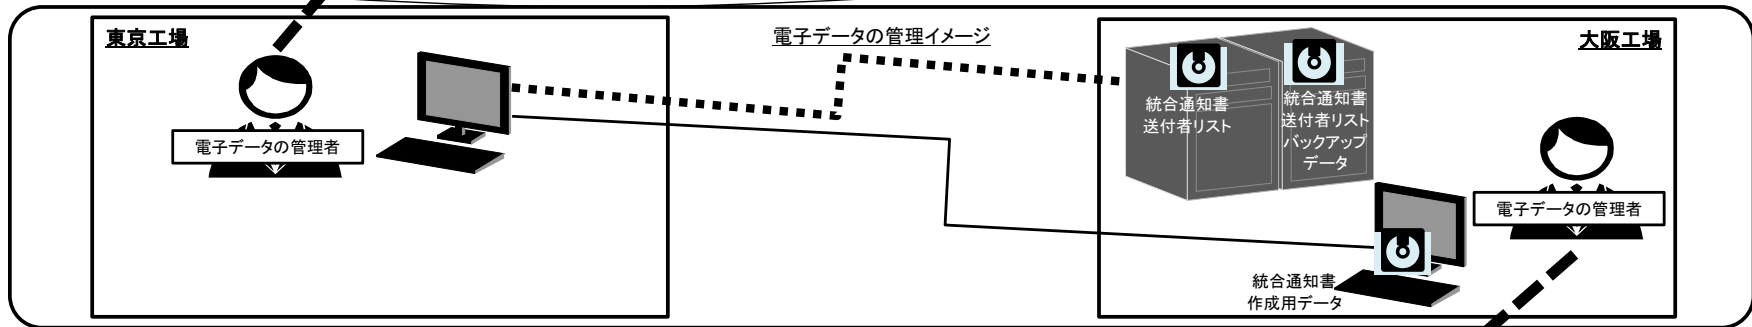 東京工場
電子データの管理イメージ
大阪工場
電子データの管理者
統合通知書
送付者リスト
統合通知書
送付者リスト
バックアップ
データ
電子データの管理者
統合通知書
作成用データ